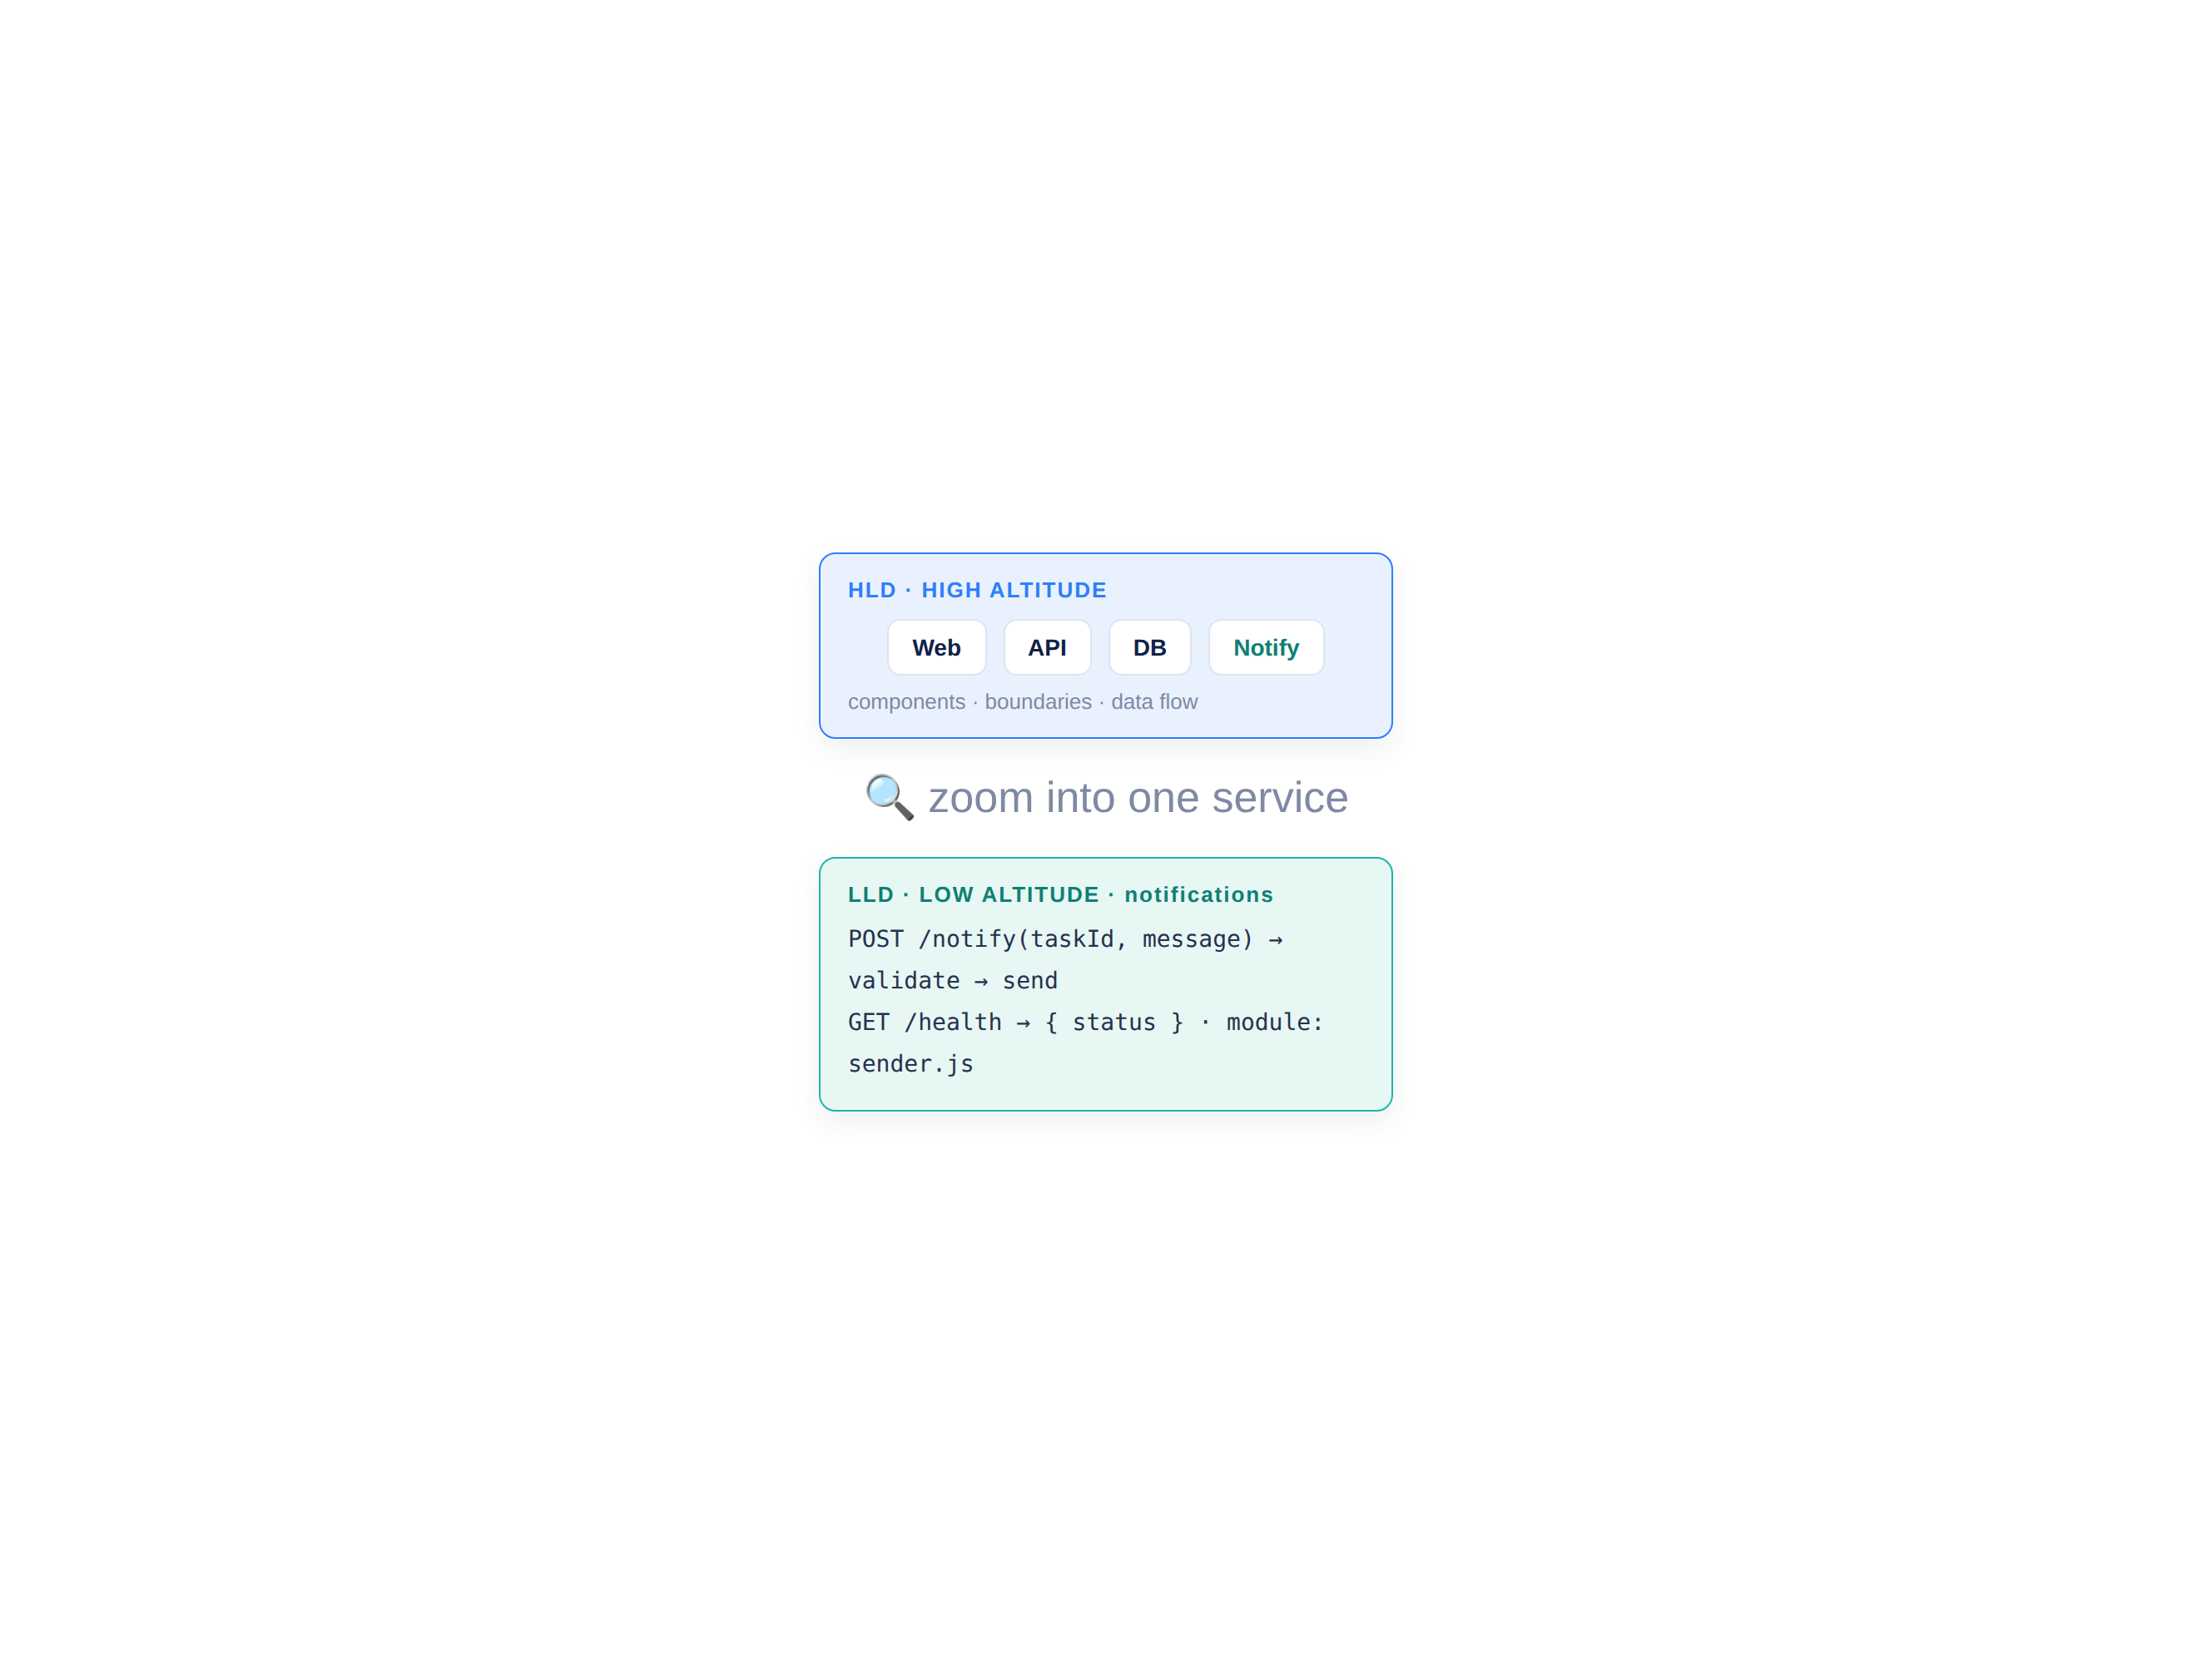 HLD · HIGH ALTITUDE
Web API DB Notify
components · boundaries · data flow
🔍 zoom into one service
LLD · LOW ALTITUDE · notifications
POST /notify(taskId, message) →
validate → send
GET /health → { status } · module:
sender.js